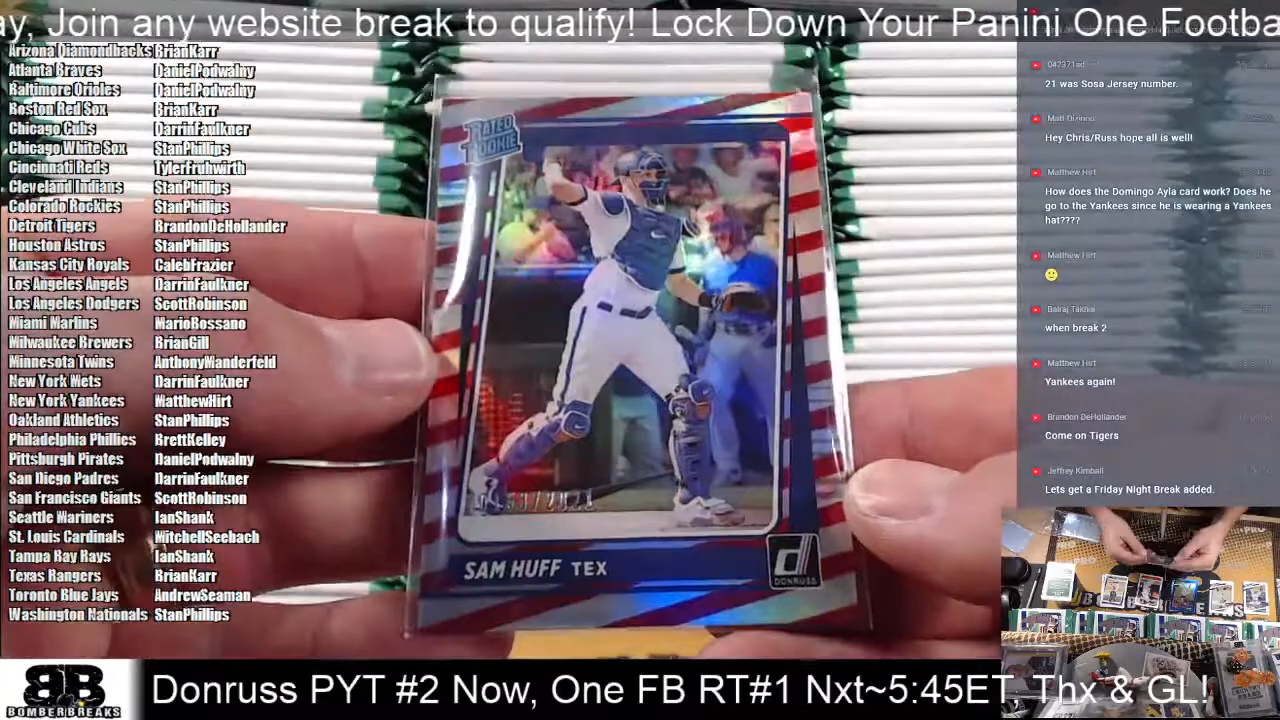 ay, Join any website break to qualify! Lock Down Your Panini One Footba
Arizona Diamondbacks BrianKarr
Atlanta Braves DanielPodwalny
Baltimore Orioles DanielPodwalny
Boston Red Sox BrianKarr
Chicago Cubs DarrinFaulkner
Chicago White Sox StanPhillips
Cincinnati Reds TylerFruhwirth
Cleveland Indians StanPhillips
Colorado Rockies StanPhillips
Detroit Tigers BrandonDeHollander
Houston Astros StanPhillips
Kansas City Royals CalebFrazier
Los Angeles Angels DarrinFaulkner
Los Angeles Dodgers ScottRobinson
Miami Marlins MarioRossano
Milwaukee Brewers BrianGill
Minnesota Twins AnthonyManderfeld
New York Mets DarrinFaulkner
New York Yankees MatthewHirt
Oakland Athletics StanPhillips
Philadelphia Phillies BrettKelley
Pittsburgh Pirates DanielPodwalny
San Diego Padres DarrinFaulkner
San Francisco Giants ScottRobinson
Seattle Mariners IanShank
St. Louis Cardinals MitchellSeebach
Tampa Ray Rays IanShank
Texas Rangers BrianKarr
Toronto Blue Jays AndrewSeaman
Washington Nationals StanPhillips
RATED
ROOKIE
SAM HUFF TEX
d
DONRUSS
21 was Sosa Jersey number.
Hey Chris/Russ hope all is well!
Matthew Hirt
How does the Domingo Ayla card work? Does he
go to the Yankees since he is wearing a Yankees
hat????
Matthew Hirt
when break 2
Matthew Hirt
Yankees again!
Brandon DeHollander
Come on Tigers
Jeffrey Kimball
Lets get a Friday Night Break added.
BB
BOMBERBREAKS
Donruss PYT #2 Now, One FB RT#1 Nxt~5:45ET. Thx & GL!